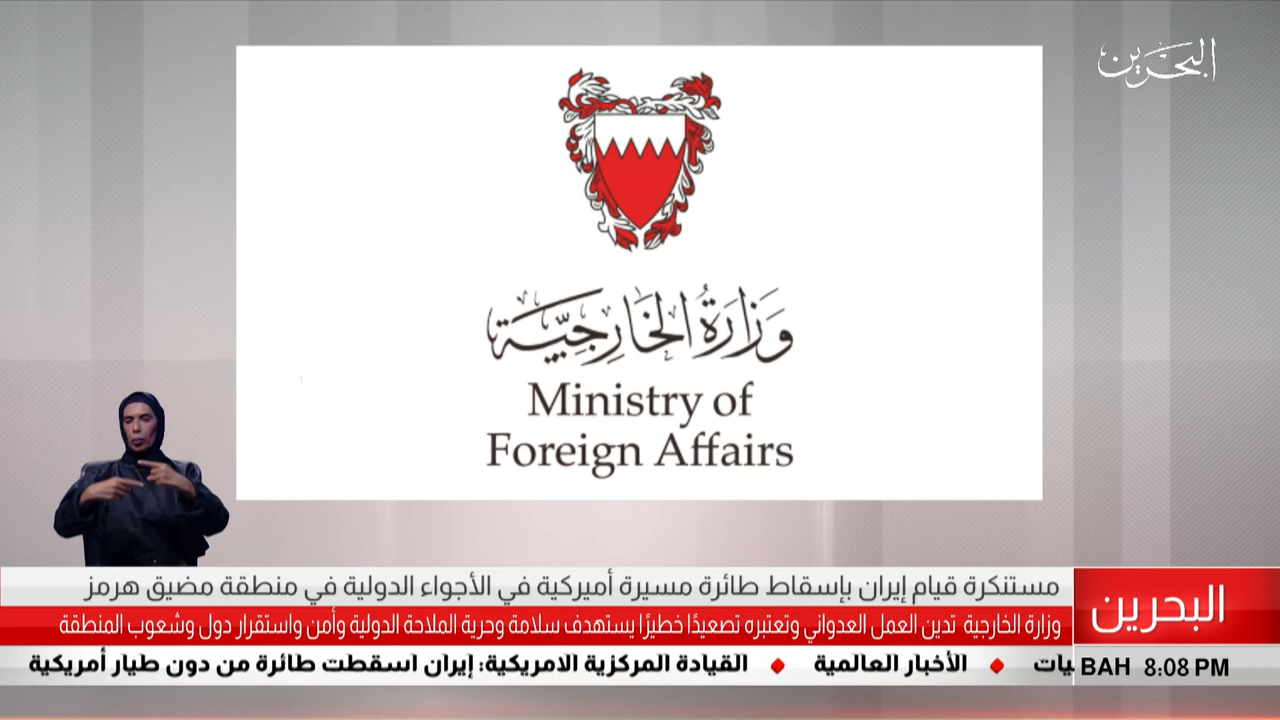 البحرين
وزارة الخارجية
Ministry of
Foreign Affairs
مستنكرة قيام إيران بإسقاط طائرة مسيرة أميركية في الأجواء الدولية في منطقة مضيق هرمز
وزارة الخارجية تدين العمل العدواني وتعتبره تصعيدًا خطيرًا يستهدف سلامة وحرية الملاحة الدولية وأمن واستقرار دول وشعوب المنطقة
البحرين
يات ♦ الأخبار العالمية ♦ القيادة المركزية الامريكية: إيران اسقطت طائرة من دون طيار أمريكية
BAH 8:08 PM